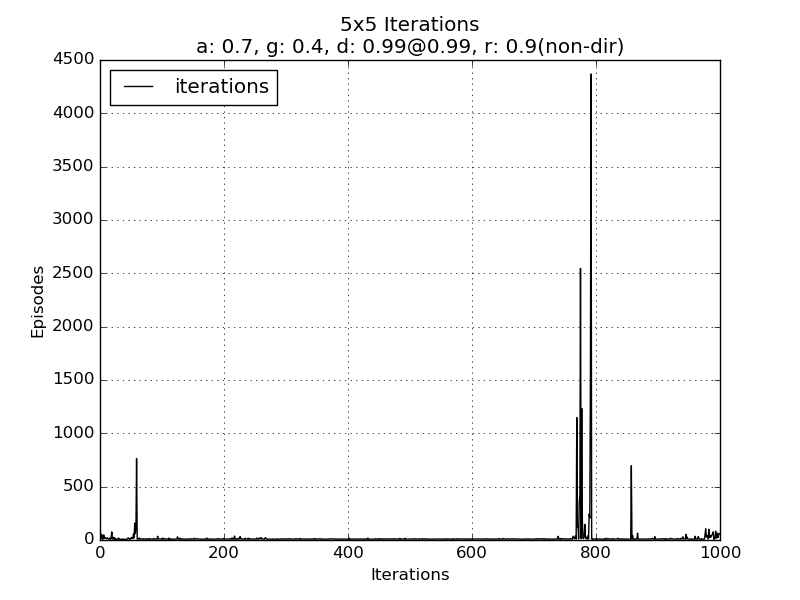 5x5 Iterations
a: 0.7, g: 0.4, d: 0.99@0.99, r: 0.9(non-dir)
4500
iterations
4000
3500
3000
2500
Episodes
2000
1500
1000
500
0
0 200 400 600 800 1000
Iterations